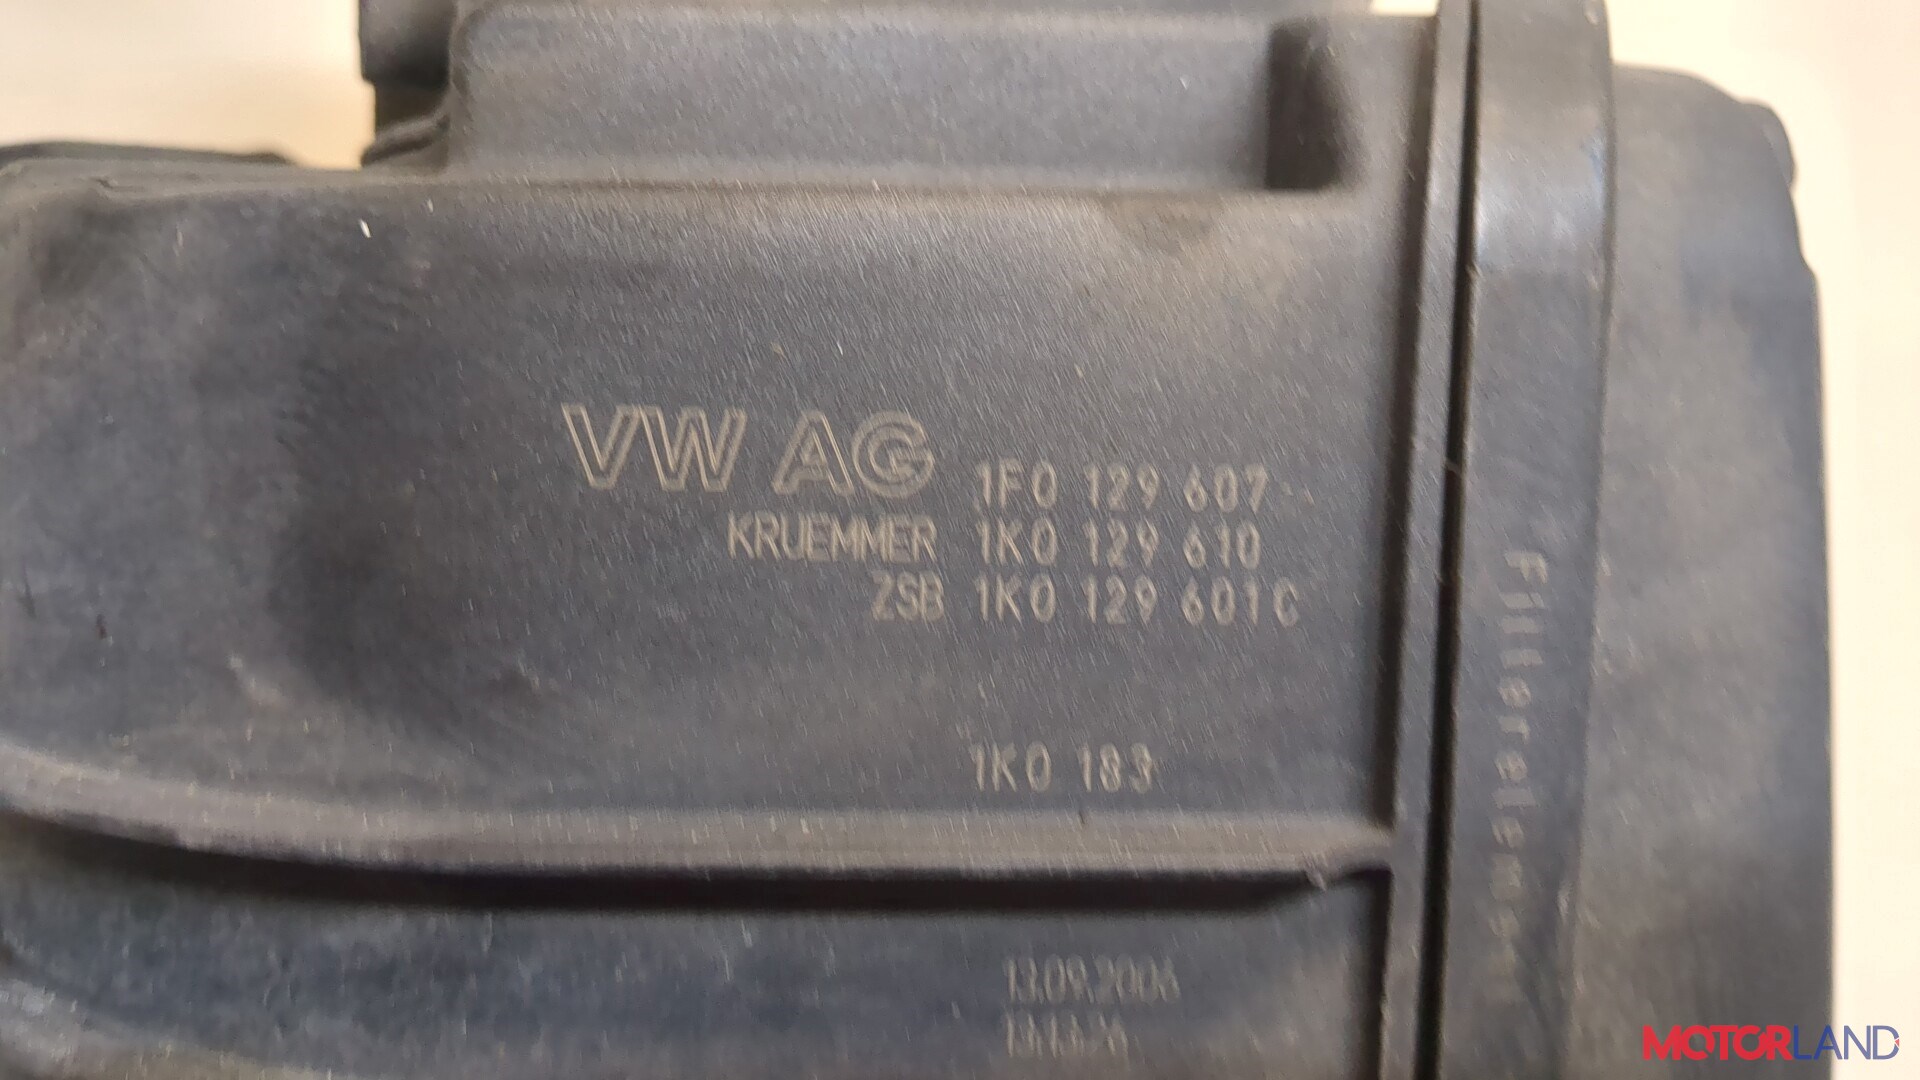 VW AG 1F0 129 607
KRUEMMER 1K0 129 610
ZSB 1K0 129 601C
1K0 183
13.09.2006
MOTORLAND